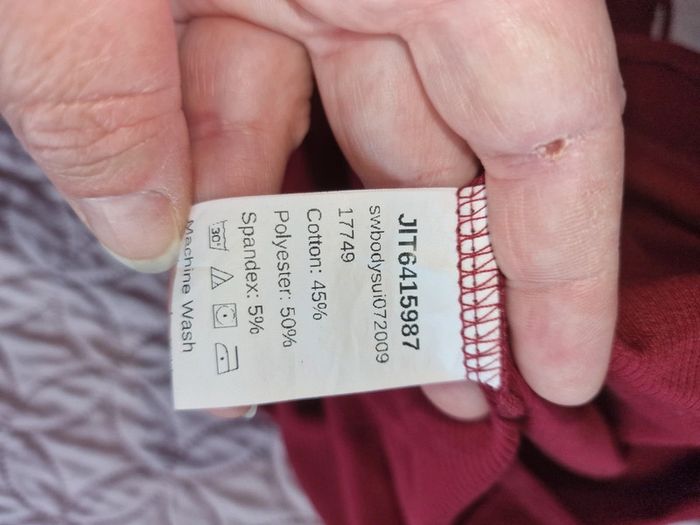 JIT6415987
swbodysui072009
17749
Cotton: 45%
Polyester: 50%
Spandex: 5%
30°
Machine Wash